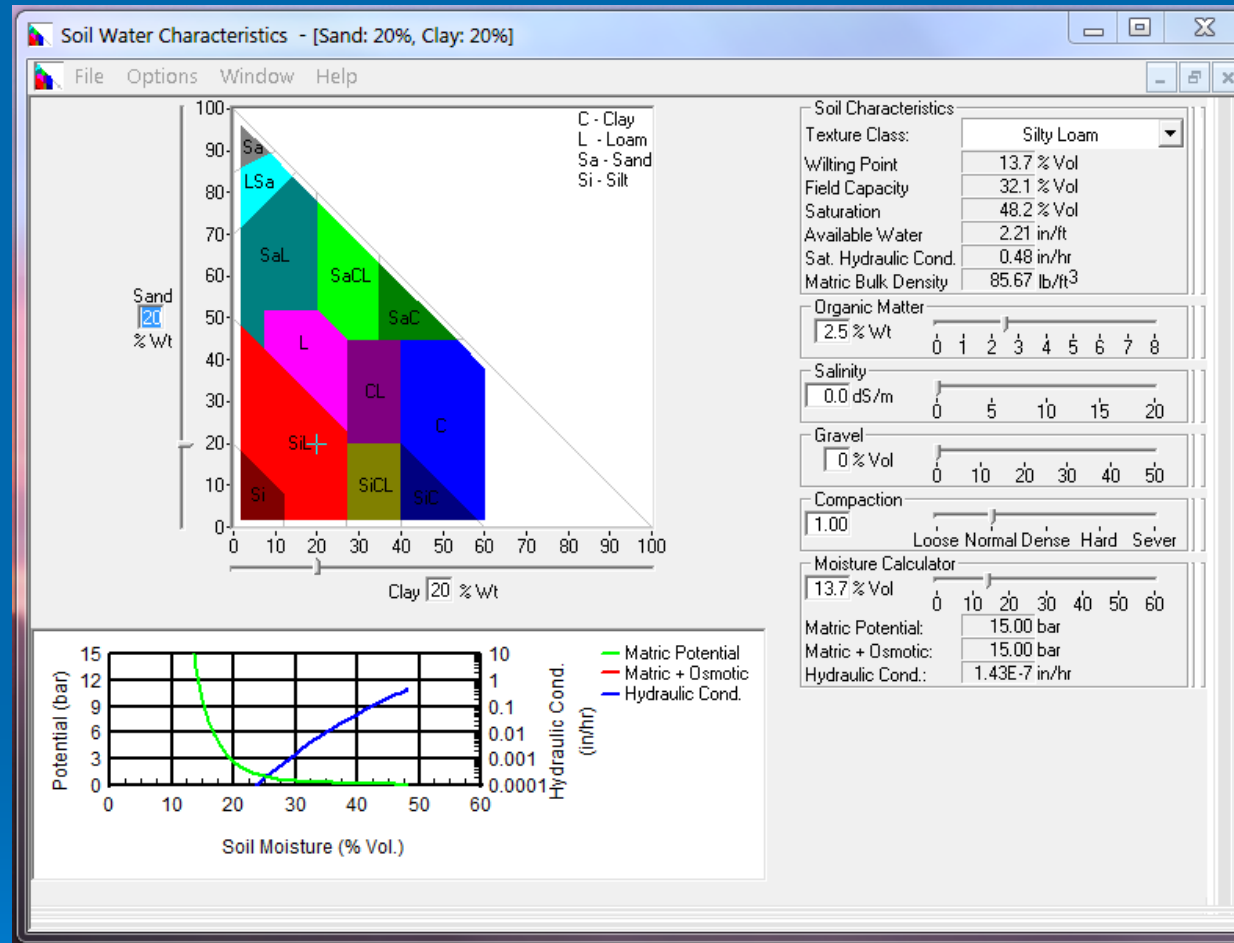 Soil Water Characteristics - [Sand: 20%, Clay: 20%]
File Options Window Help
100
90
80
70
60
50
40
30
20
10
0
Sand
20
% Wt
C - Clay
L - Loam
Sa - Sand
Si - Silt
Sa
LSa
SaL
SaCL
SaC
L
CL
C
SiL
SiCL
Si
SiC
0 10 20 30 40 50 60 70 80 90 100
Clay 20 % Wt
Soil Characteristics
Texture Class: Silty Loam
Wilting Point 13.7 % Vol
Field Capacity 32.1 % Vol
Saturation 48.2 % Vol
Available Water 2.21 in/ft
Sat. Hydraulic Cond. 0.48 in/hr
Matric Bulk Density 85.67 lb/ft3
Organic Matter
2.5 % Wt
0 1 2 3 4 5 6 7 8
Salinity
0.0 dS/m
0 5 10 15 20
Gravel
0 % Vol
0 10 20 30 40 50
Compaction
1.00
Loose Normal Dense Hard Sever
Moisture Calculator
13.7 % Vol
0 10 20 30 40 50 60
Matric Potential: 15.00 bar
Matric + Osmotic: 15.00 bar
Hydraulic Cond.: 1.43E-7 in/hr
Potential (bar)
15
12
9
6
3
0
0 10 20 30 40 50 60
Soil Moisture (% Vol.)
10
1
0.1
0.01
0.001
0.0001
Hydraulic Cond.
(in/hr)
Matric Potential
Matric + Osmotic
Hydraulic Cond.